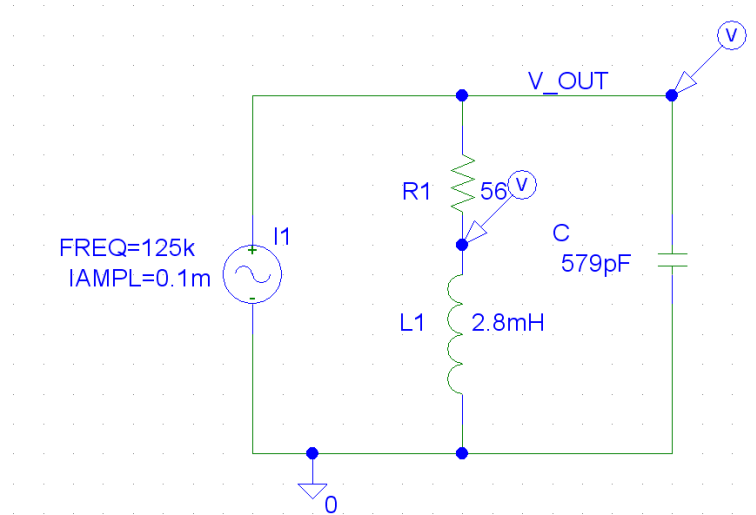 V
V_OUT
R1
56
V
I1
FREQ=125k
IAMPL=0.1m
+
-
C
579pF
L1
2.8mH
0